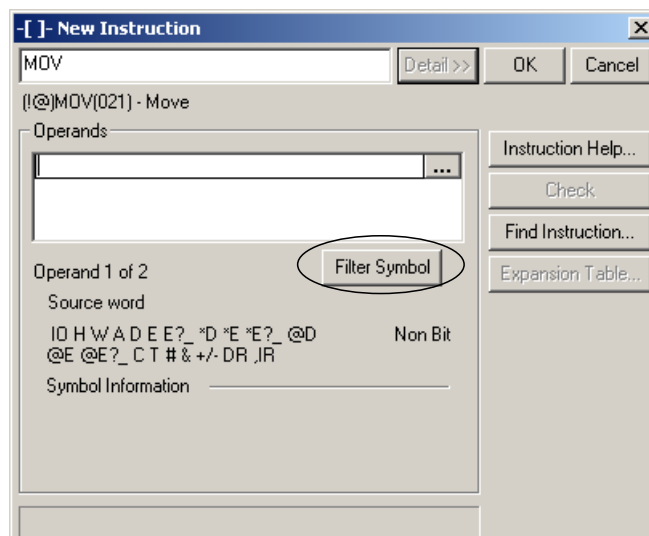 -[ ]- New Instruction
MOV
Detail >>
OK
Cancel
(!@)MOV(021) - Move
Operands
...
Instruction Help...
Check
Find Instruction...
Expansion Table...
Operand 1 of 2
Filter Symbol
Source word
IO H W A D E E?_ *D *E *E?_ @D
@E @E?_ C T # & +/- DR ,IR
Non Bit
Symbol Information